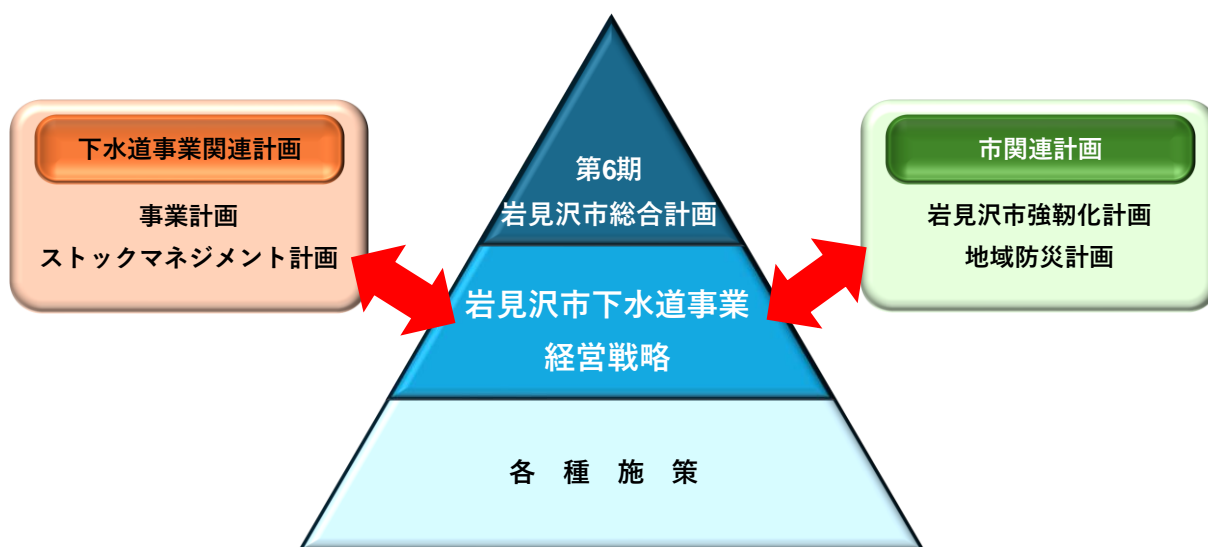 下水道事業関連計画
事業計画
ストックマネジメント計画
第6期
岩見沢市総合計画
岩見沢市下水道事業
経営戦略
各種施策
市関連計画
岩見沢市強靭化計画
地域防災計画